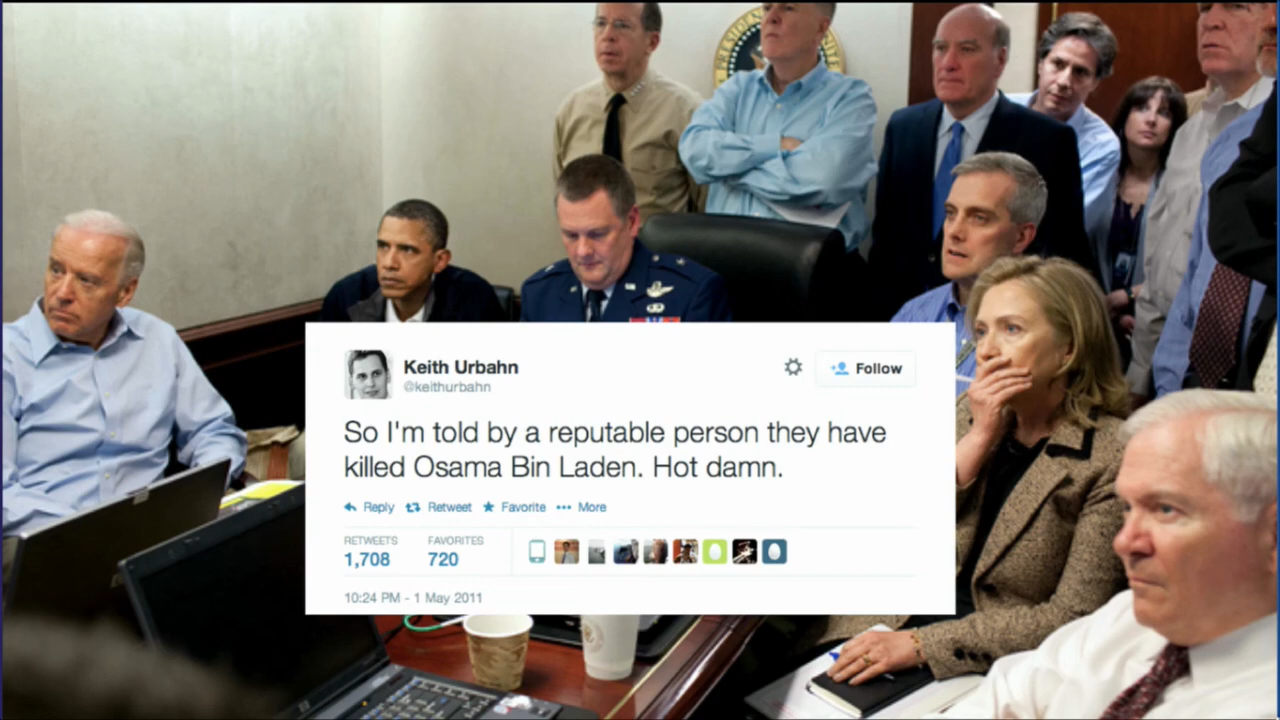 Keith Urbahn
@keithurbahn
Follow
So I'm told by a reputable person they have
killed Osama Bin Laden. Hot damn.
Reply Retweet Favorite More
RETWEETS FAVORITES
1,708 720
10:24 PM - 1 May 2011